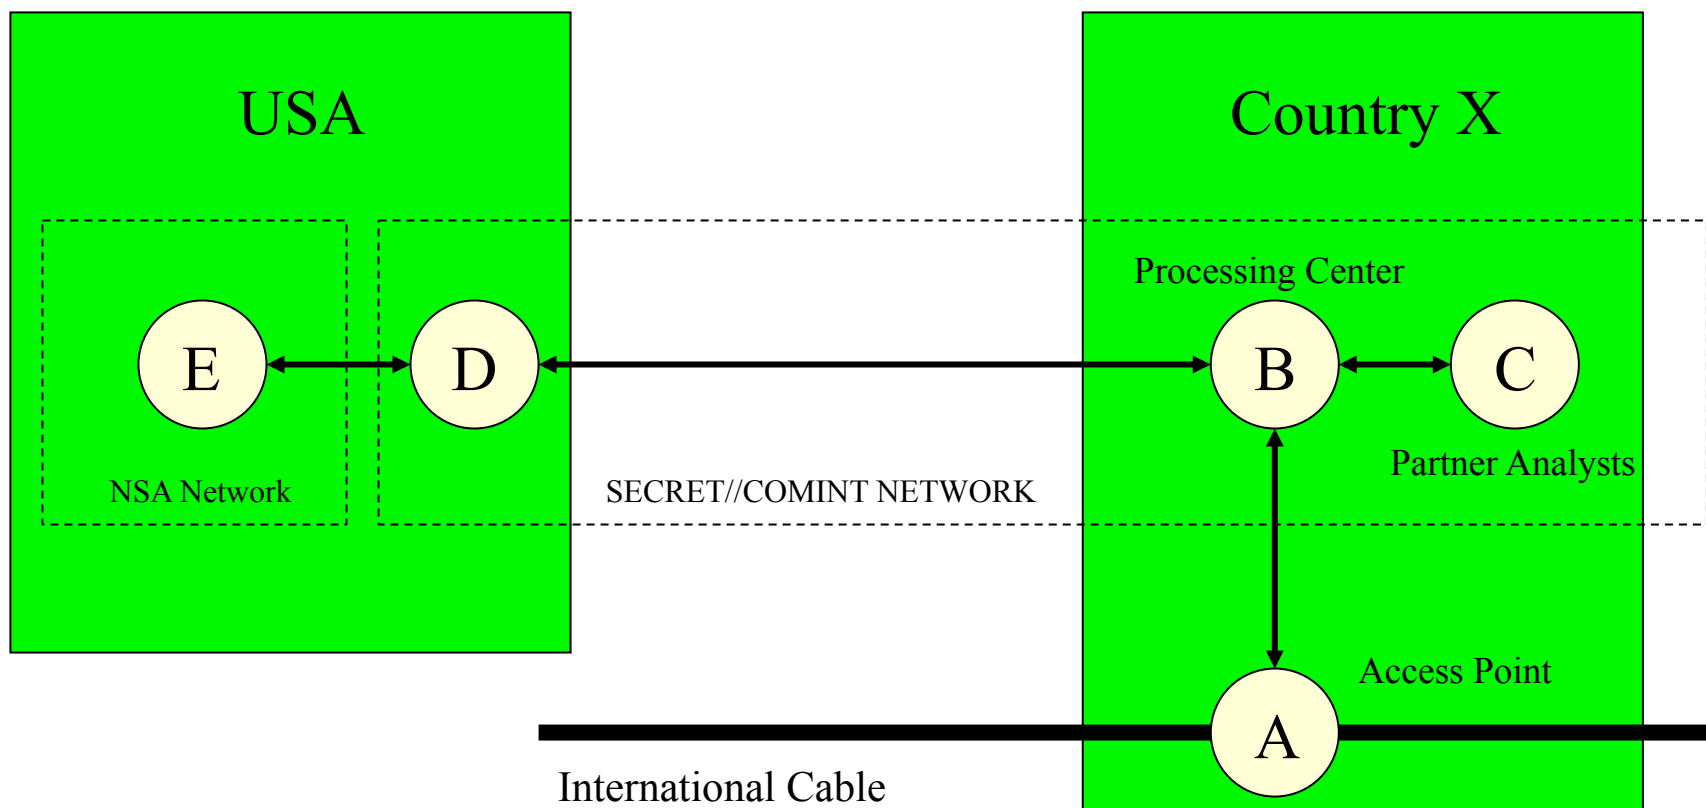 USA
Country X
Processing Center
E
D
B
C
Partner Analysts
NSA Network
SECRET//COMINT NETWORK
Access Point
A
International Cable